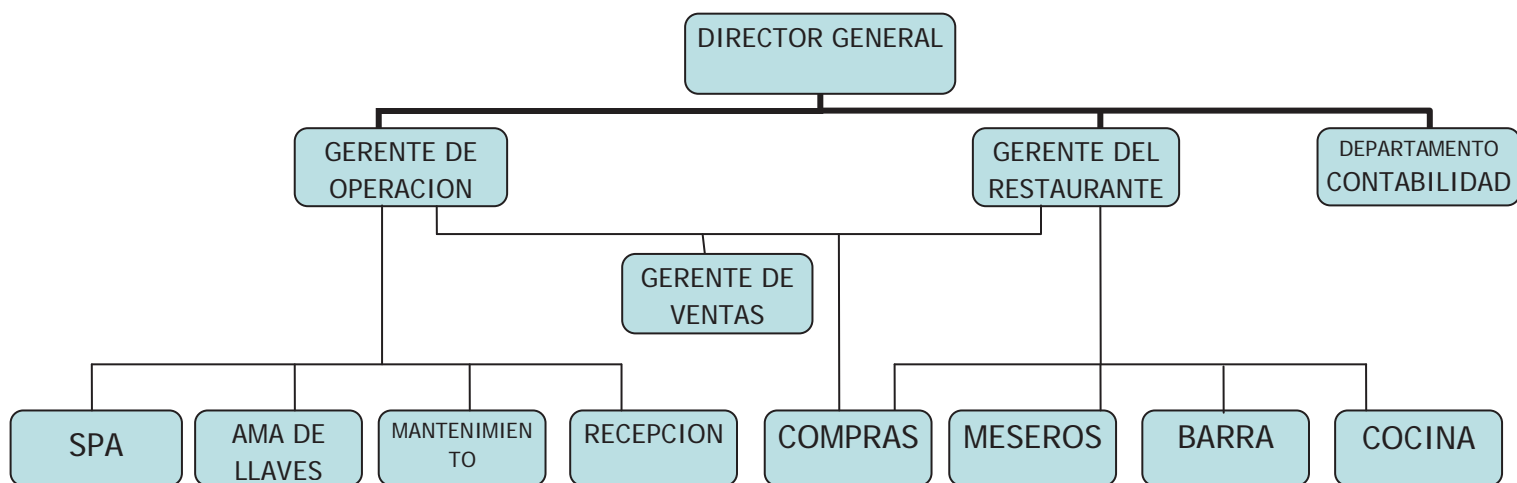 DIRECTOR GENERAL
GERENTE DE
OPERACION
GERENTE DEL
RESTAURANTE
DEPARTAMENTO
CONTABILIDAD
GERENTE DE
VENTAS
SPA
AMA DE
LLAVES
MANTENIMIEN
TO
RECEPCION
COMPRAS
MESEROS
BARRA
COCINA